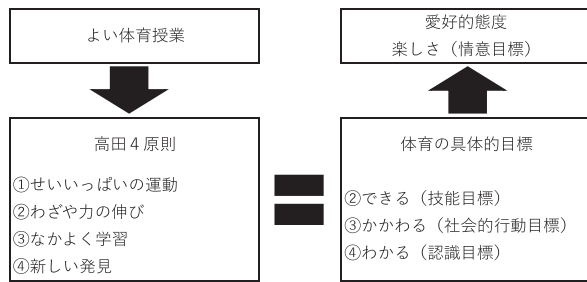 よい体育授業
愛好的態度
楽しさ（情意目標）
高田４原則
①せいいっぱいの運動
②わざや力の伸び
③なかよく学習
④新しい発見
体育の具体的目標
②できる（技能目標）
③かかわる（社会的行動目標）
④わかる（認識目標）